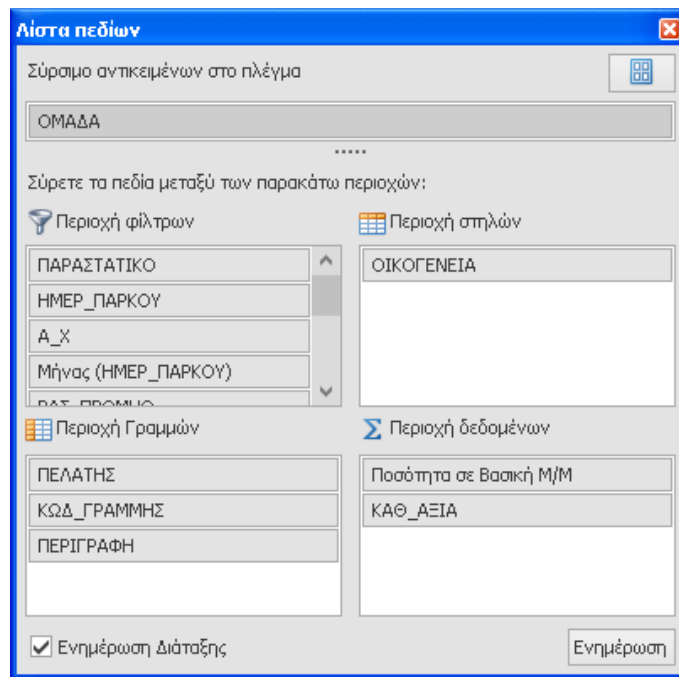 Λίστα πεδίων
Σύρσιμο αντικειμένων στο πλέγμα
ΟΜΑΔΑ
Σύρετε τα πεδία μεταξύ των παρακάτω περιοχών:
Περιοχή φίλτρων
Περιοχή στηλών
ΠΑΡΑΣΤΑΤΙΚΟ
ΟΙΚΟΓΕΝΕΙΑ
ΗΜΕΡ_ΠΑΡΚΟΥ
Α_Χ
Μήνας (ΗΜΕΡ_ΠΑΡΚΟΥ)
Περιοχή Γραμμών
Περιοχή δεδομένων
ΠΕΛΑΤΗΣ
Ποσότητα σε Βασική Μ/Μ
ΚΩΔ_ΓΡΑΜΜΗΣ
ΚΑΘ_ΑΞΙΑ
ΠΕΡΙΓΡΑΦΗ
Ενημέρωση Διάταξης
Ενημέρωση